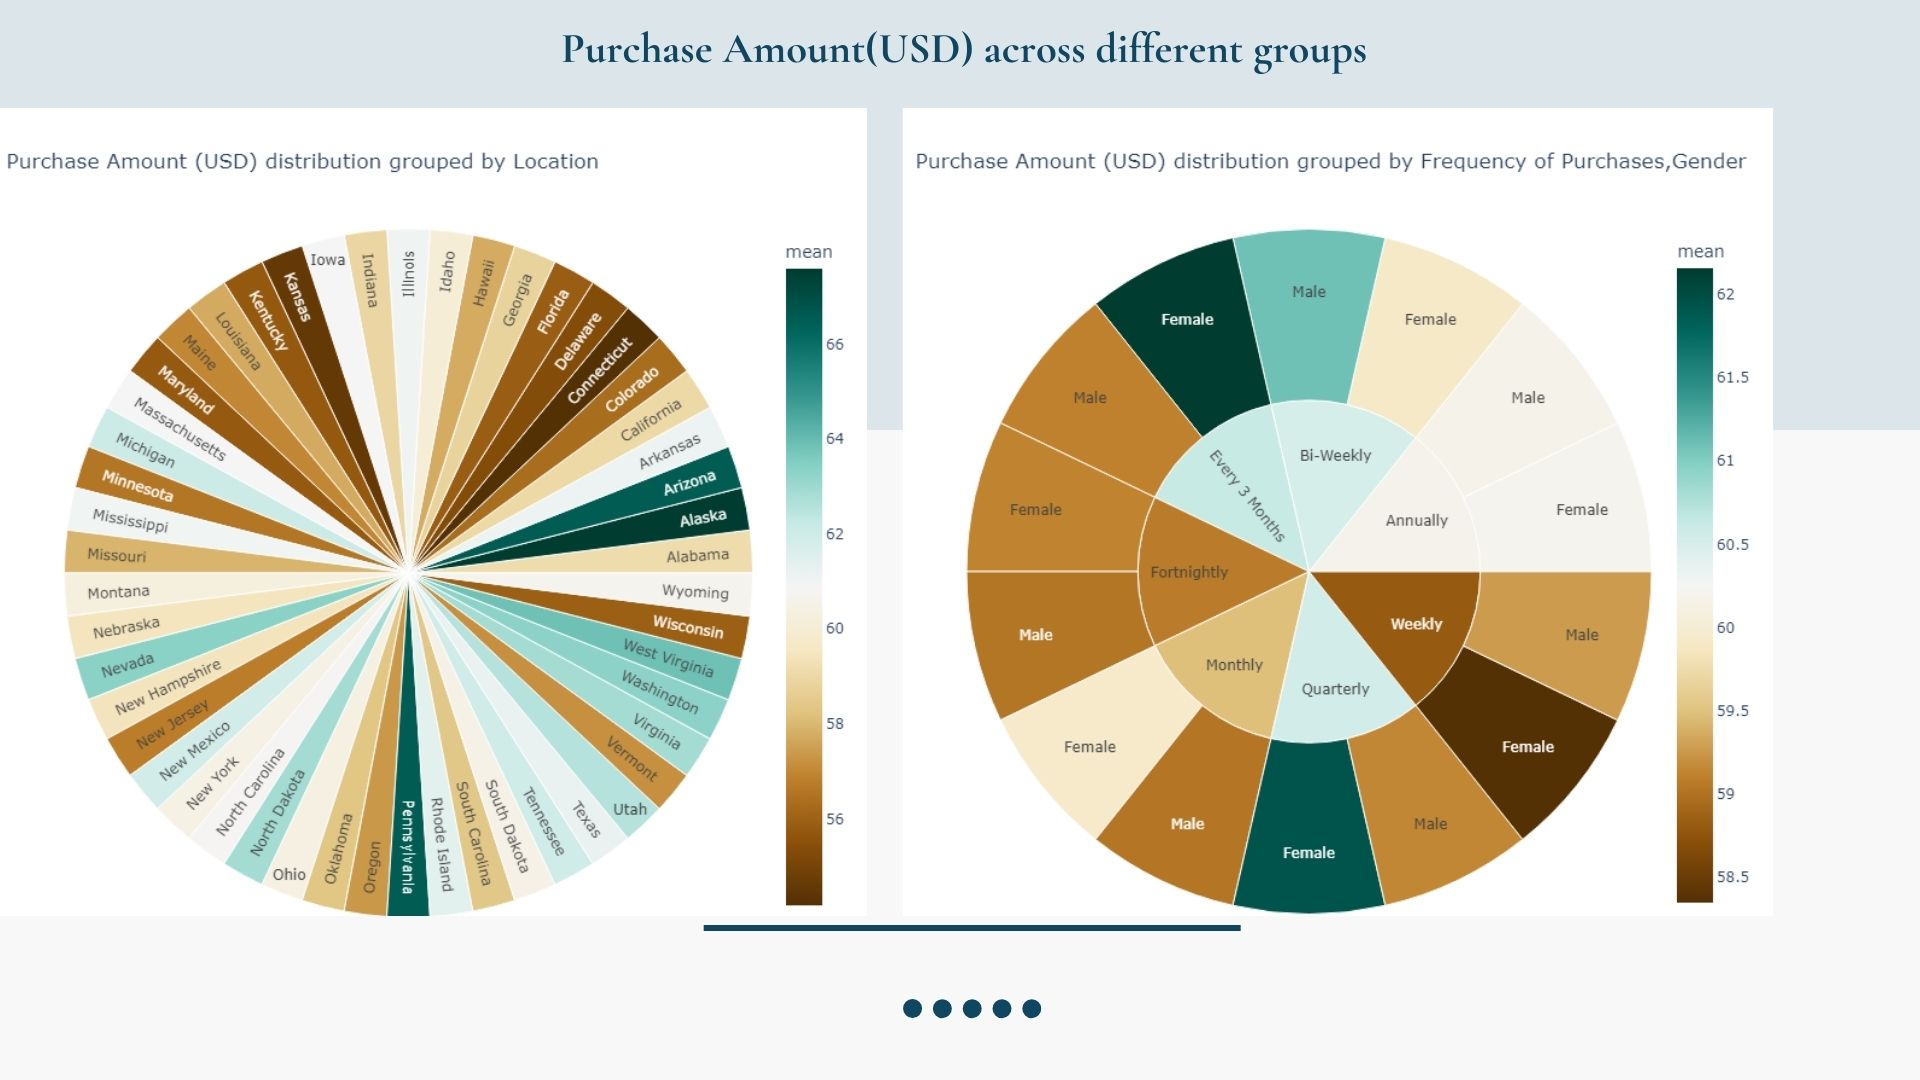 Purchase Amount(USD) across different groups
Purchase Amount (USD) distribution grouped by Location
mean
66
64
62
60
58
56
Alabama
Alaska
Arizona
Arkansas
California
Colorado
Connecticut
Delaware
Florida
Georgia
Hawaii
Idaho
Illinois
Indiana
Iowa
Kansas
Kentucky
Louisiana
Maine
Maryland
Massachusetts
Michigan
Minnesota
Mississippi
Missouri
Montana
Nebraska
Nevada
New Hampshire
New Jersey
New Mexico
New York
North Carolina
North Dakota
Ohio
Oklahoma
Oregon
Pennsylvania
Rhode Island
South Carolina
South Dakota
Tennessee
Texas
Utah
Vermont
Virginia
Washington
West Virginia
Wisconsin
Wyoming
Purchase Amount (USD) distribution grouped by Frequency of Purchases,Gender
mean
62
61.5
61
60.5
60
59.5
59
58.5
Annually
Female
Male
Bi-Weekly
Female
Male
Every 3 Months
Female
Male
Fortnightly
Female
Male
Monthly
Female
Male
Quarterly
Female
Male
Weekly
Female
Male